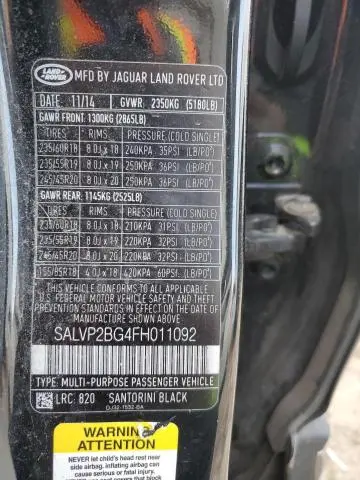 LAND ROVER MFD BY JAGUAR LAND ROVER LTD
DATE 11/14 GVWR 2350KG (5180LB)
GAWR FRONT: 1300KG (2865LB)
TIRES RIMS PRESSURE (COLD SINGLE)
235/60R18 8.0J x 18 240KPA 35PSI (LB/PO²)
235/55R19 8.0J x 19 250KPA 36PSI (LB/PO²)
245/45R20 8.0J x 20 250KPA 36PSI (LB/PO²)
GAWR REAR: 1145KG (2525LB)
TIRES RIMS PRESSURE (COLD SINGLE)
235/60R18 8.0J x 18 210KPA 31PSI (LB/PO²)
235/55R19 8.0J x 19 220KPA 32PSI (LB/PO²)
245/45R20 8.0J x 20 220KPA 32PSI (LB/PO²)
155/85R18 4.0J x 18 420KPA 60PSI (LB/PO²)
THIS VEHICLE CONFORMS TO ALL APPLICABLE
U.S. FEDERAL MOTOR VEHICLE SAFETY
AND THEFT PREVENTION STANDARDS
IN EFFECT ON THE DATE OF
MANUFACTURE SHOWN ABOVE.
SALVP2BG4FH011092
TYPE: MULTI-PURPOSE PASSENGER VEHICLE
LRC: 820 SANTORINI BLACK
WARNING
ATTENTION
Never let children lean near
side airbag, inflating airbag can
cause serious or fatal injury.
Ne laissez jamais un enfant